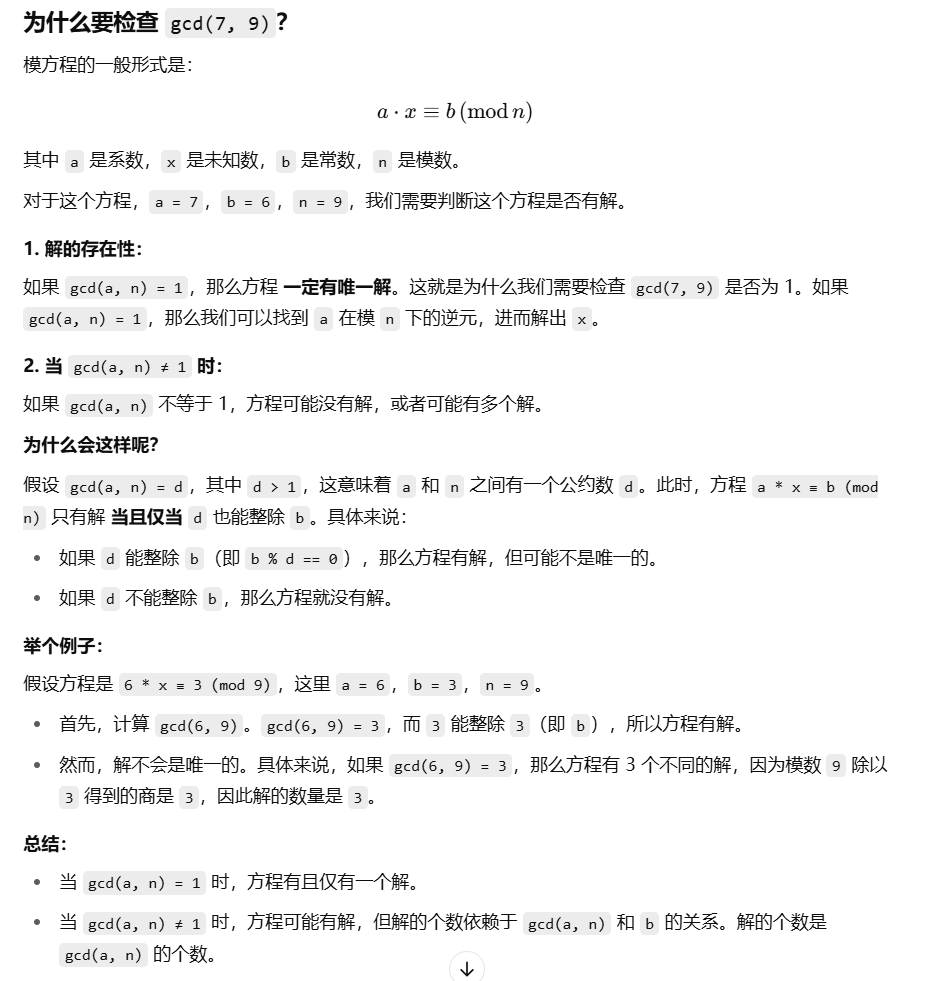 为什么要检查 gcd(7, 9)？
模方程的一般形式是：
a · x ≡ b (mod n)
其中 a 是系数，x 是未知数，b 是常数，n 是模数。
对于这个方程，a = 7，b = 6，n = 9，我们需要判断这个方程是否有解。
1. 解的存在性：
如果 gcd(a, n) = 1，那么方程 一定有唯一解。这就是为什么我们需要检查 gcd(7, 9) 是否为 1。如果
gcd(a, n) = 1，那么我们可以找到 a 在模 n 下的逆元，进而解出 x。
2. 当 gcd(a, n) ≠ 1 时：
如果 gcd(a, n) 不等于 1，方程可能没有解，或者可能有多个解。
为什么会这样呢？
假设 gcd(a, n) = d，其中 d > 1，这意味着 a 和 n 之间有一个公约数 d。此时，方程 a * x ≡ b (mod
n) 只有解 当且仅当 d 也能整除 b。具体来说：
• 如果 d 能整除 b（即 b % d == 0），那么方程有解，但可能不是唯一的。
• 如果 d 不能整除 b，那么方程就没有解。
举个例子：
假设方程是 6 * x ≡ 3 (mod 9)，这里 a = 6，b = 3，n = 9。
• 首先，计算 gcd(6, 9)。gcd(6, 9) = 3，而 3 能整除 3（即 b），所以方程有解。
• 然而，解不会是唯一的。具体来说，如果 gcd(6, 9) = 3，那么方程有 3 个不同的解，因为模数 9 除以
3 得到的商是 3，因此解的数量是 3。
总结：
• 当 gcd(a, n) = 1 时，方程有且仅有一个解。
• 当 gcd(a, n) ≠ 1 时，方程可能有解，但解的个数依赖于 gcd(a, n) 和 b 的关系。解的个数是
gcd(a, n) 的个数。